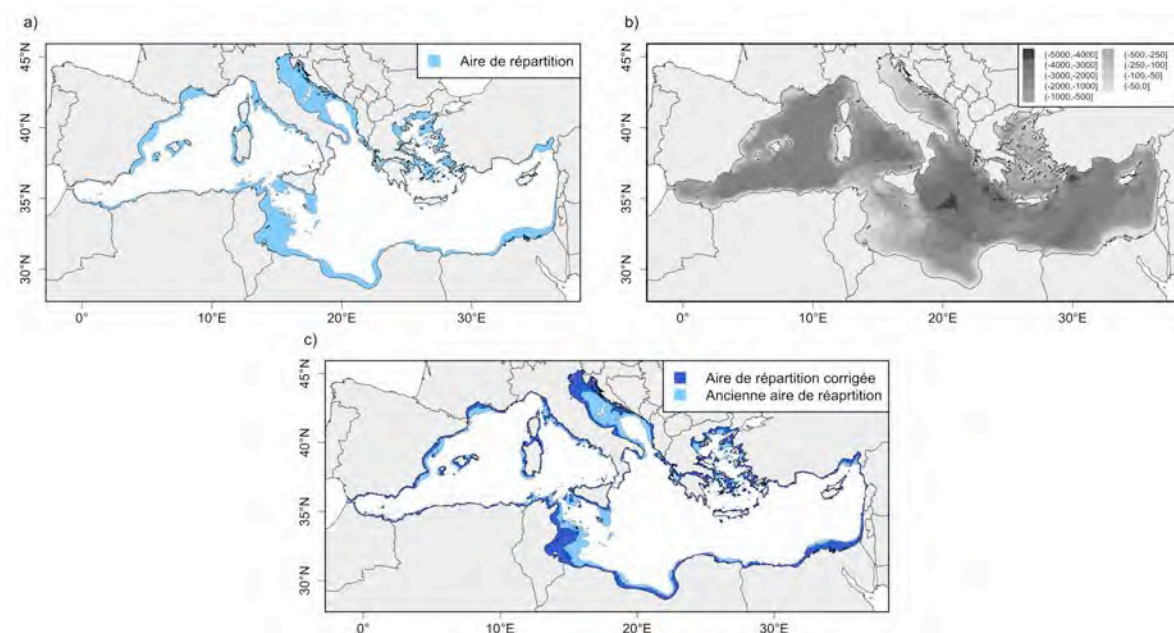 a)
Aire de répartition
45°N
40°N
35°N
30°N
0°
10°E
20°E
30°E
b)
(-5000,-4000]
(-4000,-3000]
(-3000,-2000]
(-2000,-1000]
(-1000,-500]
(-500,-250]
(-250,-100]
(-100,-50]
(-50,0]
45°N
40°N
35°N
30°N
0°
10°E
20°E
30°E
c)
Aire de répartition corrigée
Ancienne aire de réaprtition
45°N
40°N
35°N
30°N
0°
10°E
20°E
30°E